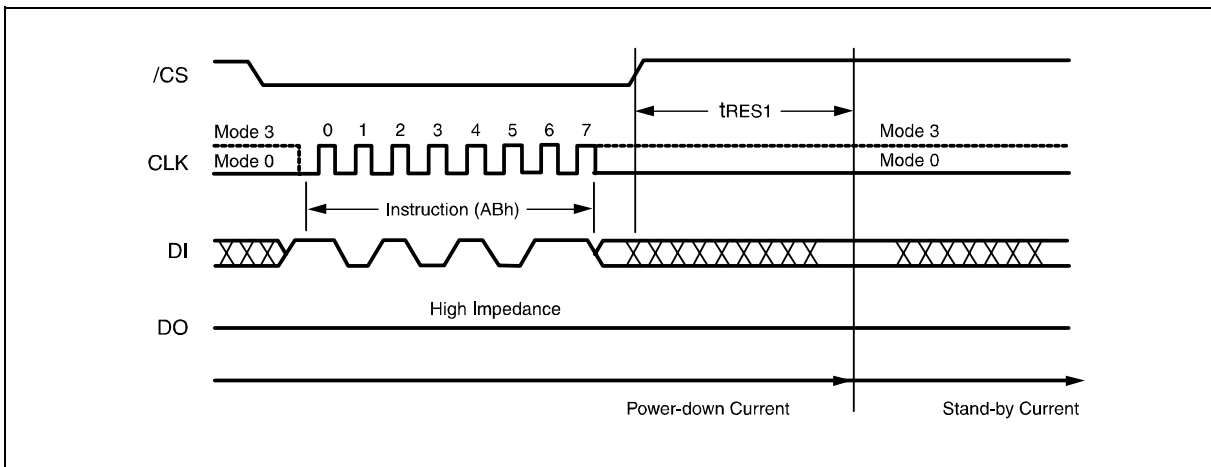 /CS
tRES1
Mode 3 0 1 2 3 4 5 6 7 Mode 3
CLK
Mode 0 Mode 0
Instruction (ABh)
DI
High Impedance
DO
Power-down Current Stand-by Current